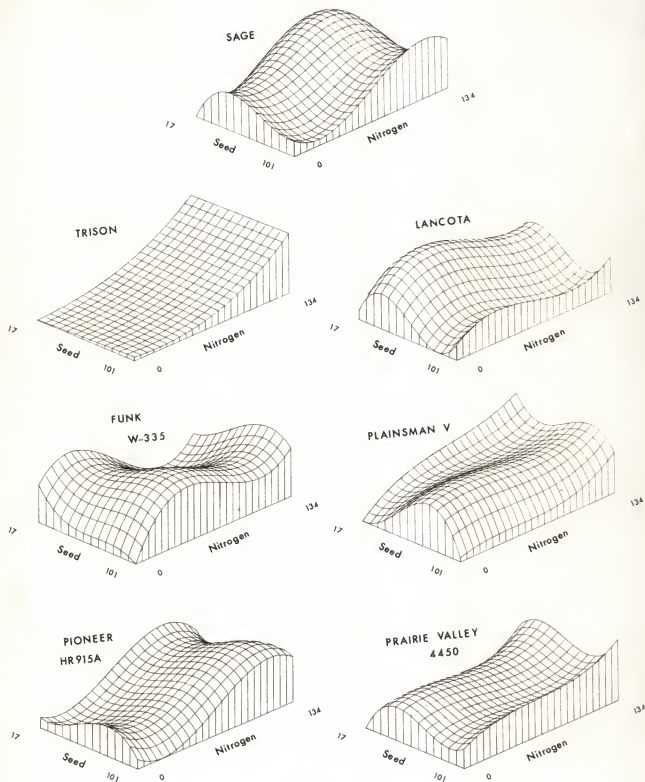 SAGE
134
17
Seed
Nitrogen
101
0
TRISON
134
17
Seed
Nitrogen
101
0
LANCOTA
134
17
Seed
Nitrogen
101
0
FUNK
W-335
134
17
Seed
Nitrogen
101
0
PLAINSMAN V
134
17
Seed
Nitrogen
101
0
PIONEER
HR915A
134
17
Seed
Nitrogen
101
0
PRAIRIE VALLEY
4450
134
17
Seed
Nitrogen
101
0